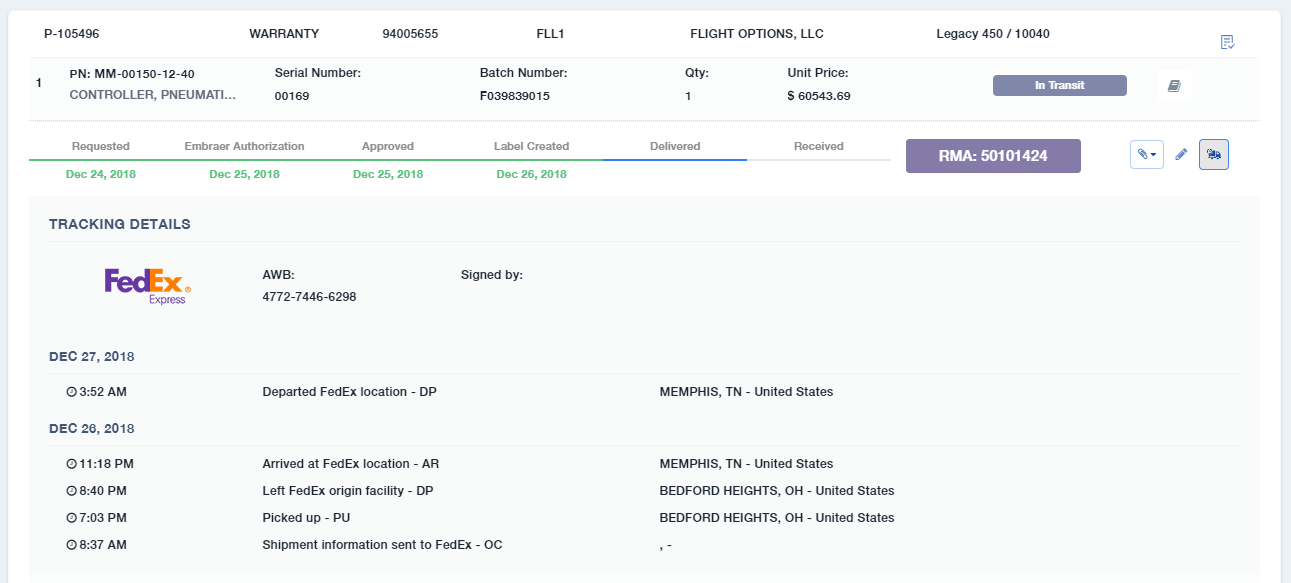 P-105496 WARRANTY 94005655 FLL1 FLIGHT OPTIONS, LLC Legacy 450 / 10040
1 PN: MM-00150-12-40 Serial Number: Batch Number: Qty: Unit Price: In Transit
CONTROLLER, PNEUMATI... 00169 F039839015 1 $ 60543.69
Requested Embraer Authorization Approved Label Created Delivered Received RMA: 50101424
Dec 24, 2018 Dec 25, 2018 Dec 25, 2018 Dec 26, 2018
TRACKING DETAILS
FedEx® Express AWB: Signed by:
4772-7446-6298
DEC 27, 2018
3:52 AM Departed FedEx location - DP MEMPHIS, TN - United States
DEC 26, 2018
11:18 PM Arrived at FedEx location - AR MEMPHIS, TN - United States
8:40 PM Left FedEx origin facility - DP BEDFORD HEIGHTS, OH - United States
7:03 PM Picked up - PU BEDFORD HEIGHTS, OH - United States
8:37 AM Shipment information sent to FedEx - OC , -